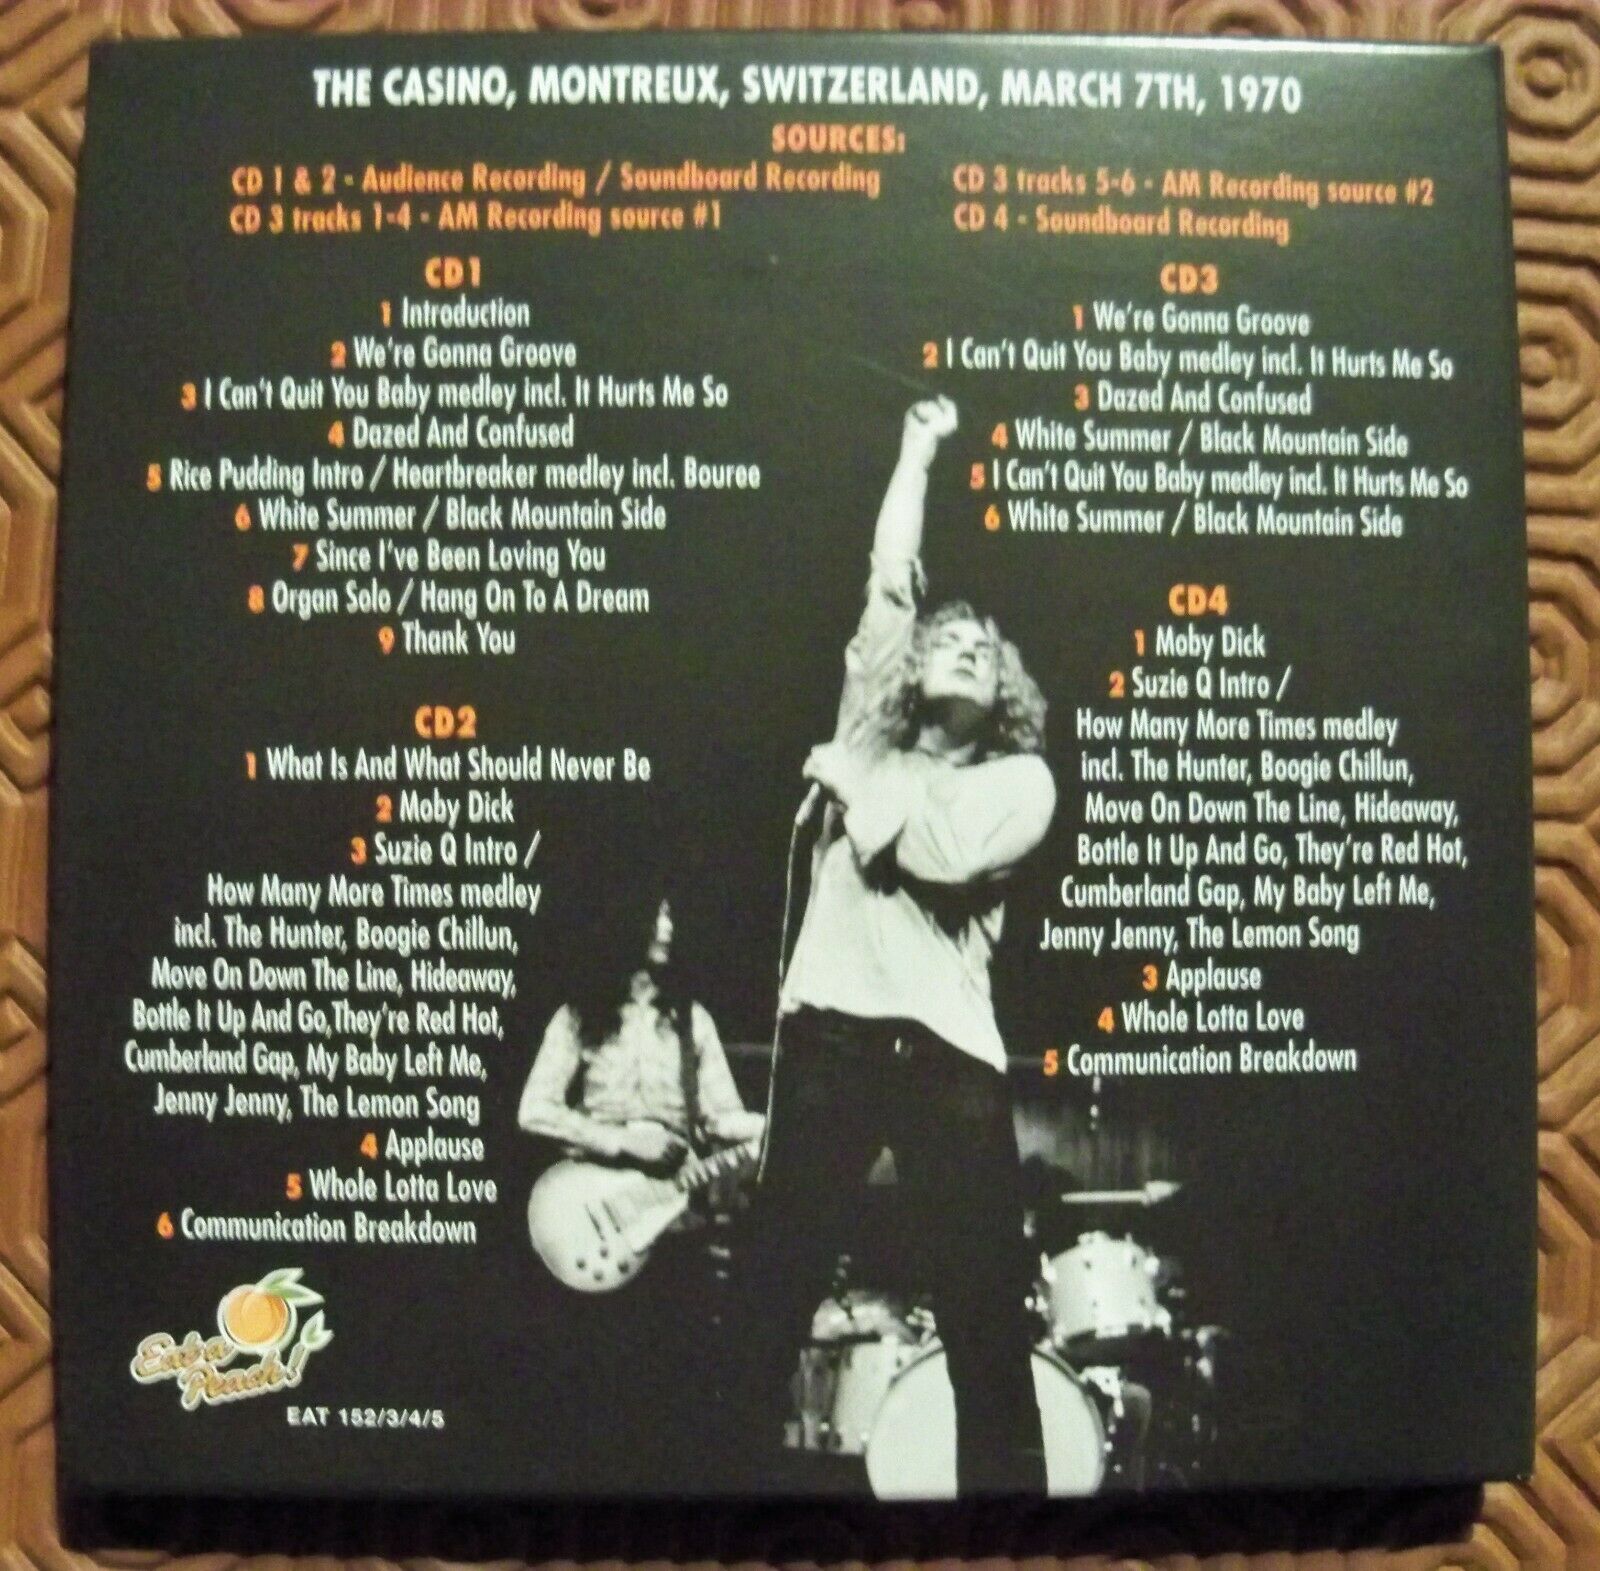 THE CASINO, MONTREUX, SWITZERLAND, MARCH 7TH, 1970
SOURCES:
CD 1 & 2 - Audience Recording / Soundboard Recording
CD 3 tracks 1-4 - AM Recording source #1
CD 3 tracks 5-6 - AM Recording source #2
CD 4 - Soundboard Recording
CD1
1 Introduction
2 We're Gonna Groove
3 I Can't Quit You Baby medley incl. It Hurts Me So
4 Dazed And Confused
5 Rice Pudding Intro / Heartbreaker medley incl. Bouree
6 White Summer / Black Mountain Side
7 Since I've Been Loving You
8 Organ Solo / Hang On To A Dream
9 Thank You
CD2
1 What Is And What Should Never Be
2 Moby Dick
3 Suzie Q Intro /
How Many More Times medley
incl. The Hunter, Boogie Chillun,
Move On Down The Line, Hideaway,
Bottle It Up And Go,They're Red Hot,
Cumberland Gap, My Baby Left Me,
Jenny Jenny, The Lemon Song
4 Applause
5 Whole Lotta Love
6 Communication Breakdown
CD3
1 We're Gonna Groove
2 I Can't Quit You Baby medley incl. It Hurts Me So
3 Dazed And Confused
4 White Summer / Black Mountain Side
5 I Can't Quit You Baby medley incl. It Hurts Me So
6 White Summer / Black Mountain Side
CD4
1 Moby Dick
2 Suzie Q Intro /
How Many More Times medley
incl. The Hunter, Boogie Chillun,
Move On Down The Line, Hideaway,
Bottle It Up And Go, They're Red Hot,
Cumberland Gap, My Baby Left Me,
Jenny Jenny, The Lemon Song
3 Applause
4 Whole Lotta Love
5 Communication Breakdown
Eat a
Peach!
EAT 152/3/4/5